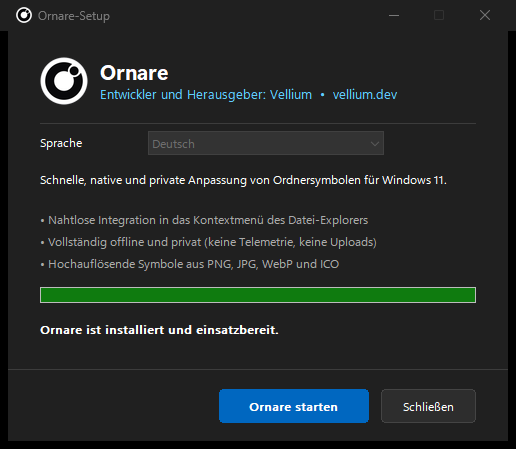 Ornare-Setup
Ornare
Entwickler und Herausgeber: Vellium • vellium.dev
Sprache
Deutsch
Schnelle, native und private Anpassung von Ordnersymbolen für Windows 11.
• Nahtlose Integration in das Kontextmenü des Datei-Explorers
• Vollständig offline und privat (keine Telemetrie, keine Uploads)
• Hochauflösende Symbole aus PNG, JPG, WebP und ICO
Ornare ist installiert und einsatzbereit.
Ornare starten
Schließen